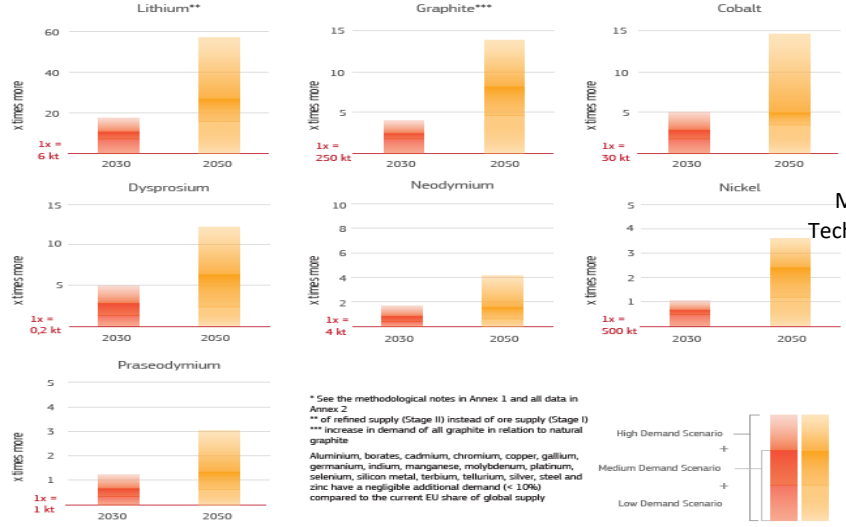 Lithium**
Graphite***
Cobalt
60
40
20
x times more
1x =
6 kt
2030
2050
15
10
5
1x =
250 kt
2030
2050
15
10
5
1x =
30 kt
2030
2050
Dysprosium
Neodymium
Nickel
15
10
5
x times more
1x =
0,2 kt
2030
2050
10
8
6
4
2
x times more
1x =
4 kt
2030
2050
5
4
3
2
1
x times more
1x =
500 kt
2030
2050
M
Tech
Praseodymium
5
4
3
2
1
x times more
1x =
1 kt
2030
2050
* See the methodological notes in Annex 1 and all data in
Annex 2
** of refined supply (Stage II) instead of ore supply (Stage I)
*** increase in demand of all graphite in relation to natural
graphite
Aluminium, borates, cadmium, chromium, copper, gallium,
germanium, indium, manganese, molybdenum, platinum,
selenium, silicon metal, terbium, tellurium, silver, steel and
zinc have a negligible additional demand (< 10%)
compared to the current EU share of global supply
High Demand Scenario
+
Medium Demand Scenario
+
Low Demand Scenario